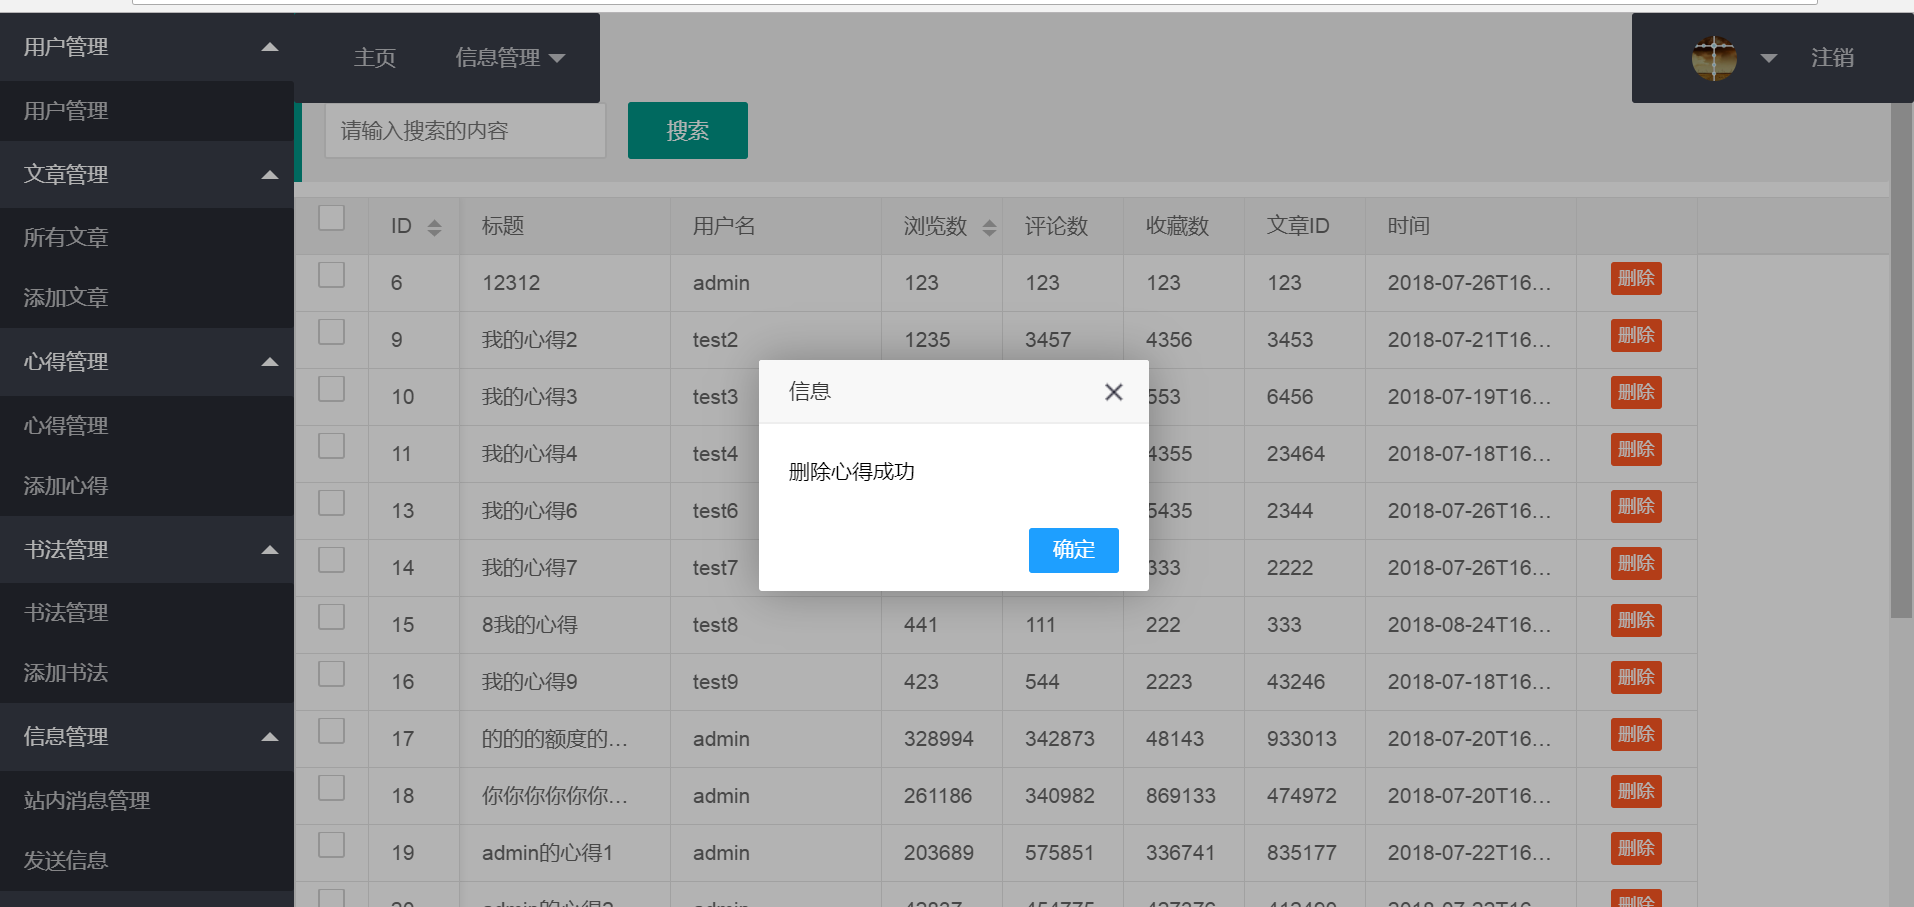 用户管理
主页
信息管理
注销
用户管理
文章管理
所有文章
添加文章
心得管理
心得管理
添加心得
书法管理
书法管理
添加书法
信息管理
站内消息管理
发送信息
请输入搜索的内容
搜索
ID 标题 用户名 浏览数 评论数 收藏数 文章ID 时间
6 12312 admin 123 123 123 123 2018-07-26T16... 删除
9 我的心得2 test2 1235 3457 4356 3453 2018-07-21T16... 删除
10 我的心得3 test3 553 6456 2018-07-19T16... 删除
11 我的心得4 test4 4355 23464 2018-07-18T16... 删除
13 我的心得6 test6 5435 2344 2018-07-26T16... 删除
14 我的心得7 test7 333 2222 2018-07-26T16... 删除
15 8我的心得 test8 441 111 222 333 2018-08-24T16... 删除
16 我的心得9 test9 423 544 2223 43246 2018-07-18T16... 删除
17 的的的额度的... admin 328994 342873 48143 933013 2018-07-20T16... 删除
18 你你你你你你... admin 261186 340982 869133 474972 2018-07-20T16... 删除
19 admin的心得1 admin 203689 575851 336741 835177 2018-07-22T16... 删除
信息
删除心得成功
确定